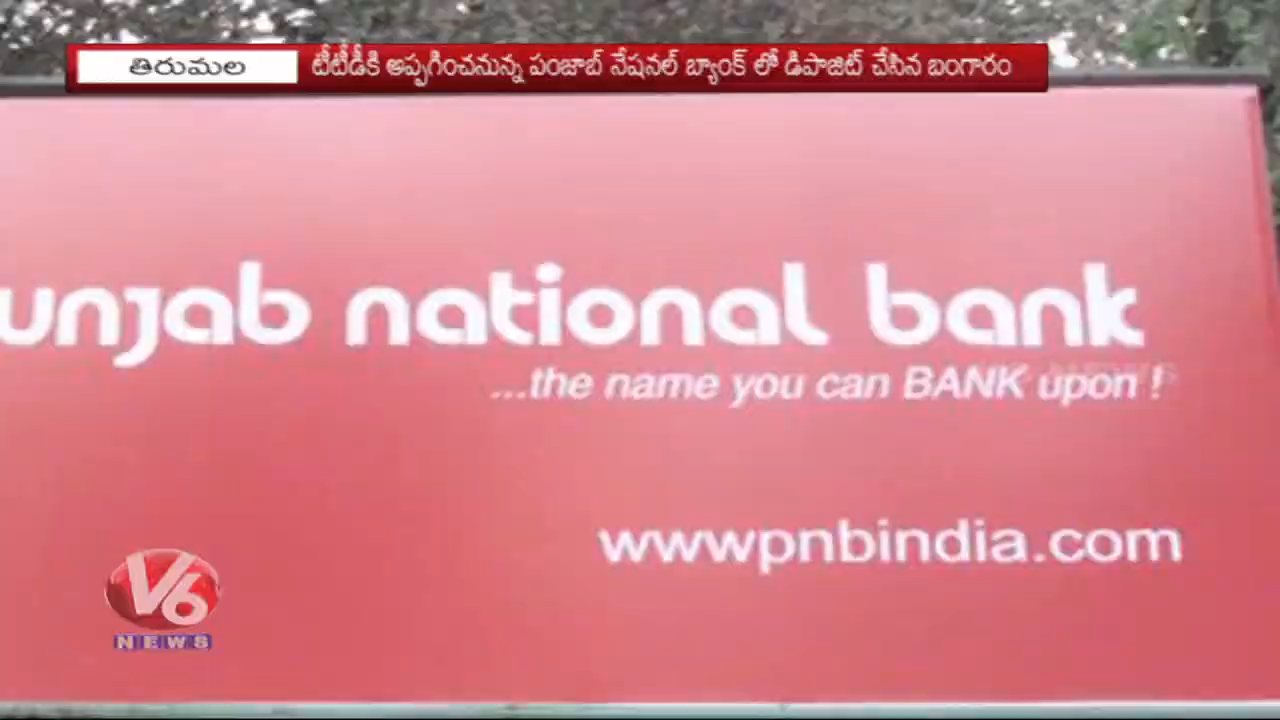 తిరుమల
టీటీడీకి అప్పగించనున్న పంజాబ్ నేషనల్ బ్యాంక్ లో డిపాజిట్ చేసిన బంగారం
unjab national bank
...the name you can BANK upon !
www.pnbindia.com
V6
NEWS